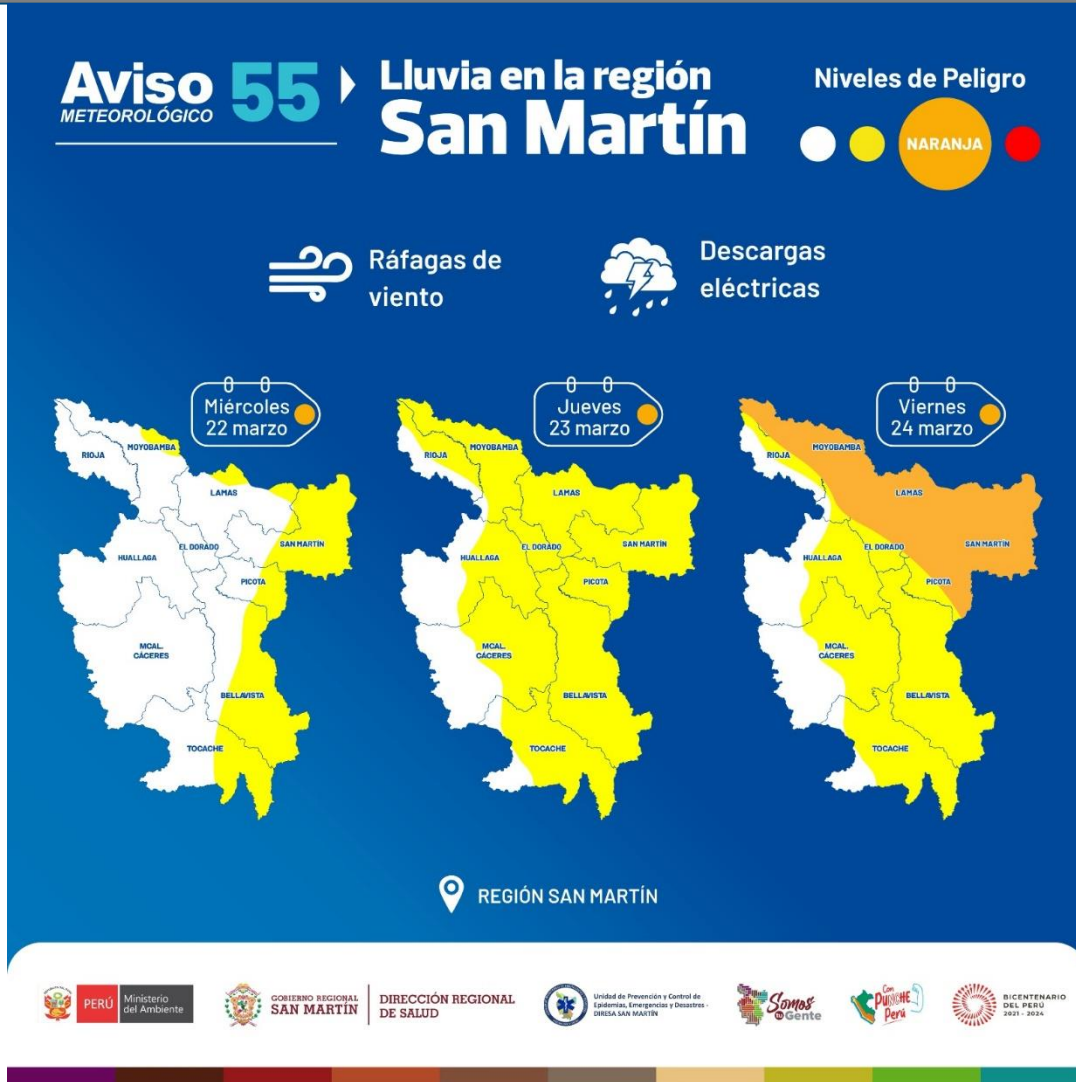 Aviso 55
METEOROLÓGICO
Lluvia en la región
San Martín
Niveles de Peligro
NARANJA
Ráfagas de
viento
Descargas
eléctricas
Miércoles
22 marzo
RIOJA
MOYOBAMBA
LAMAS
HUALLAGA
EL DORADO
SAN MARTÍN
PICOTA
MCAL.
CÁCERES
BELLAVISTA
TOCACHE
Jueves
23 marzo
RIOJA
MOYOBAMBA
LAMAS
HUALLAGA
EL DORADO
SAN MARTÍN
PICOTA
MCAL.
CÁCERES
BELLAVISTA
TOCACHE
Viernes
24 marzo
RIOJA
MOYOBAMBA
LAMAS
HUALLAGA
EL DORADO
SAN MARTÍN
PICOTA
MCAL.
CÁCERES
BELLAVISTA
TOCACHE
REGIÓN SAN MARTÍN
PERÚ
Ministerio
del Ambiente
GOBIERNO REGIONAL
SAN MARTÍN
DIRECCIÓN REGIONAL
DE SALUD
Unidad de Prevención y Control de
Epidemias, Emergencias y Desastres -
DIRESA SAN MARTÍN
Somos
Gente
Con
PUNCHE
Perú
BICENTENARIO
DEL PERÚ
2021 - 2024